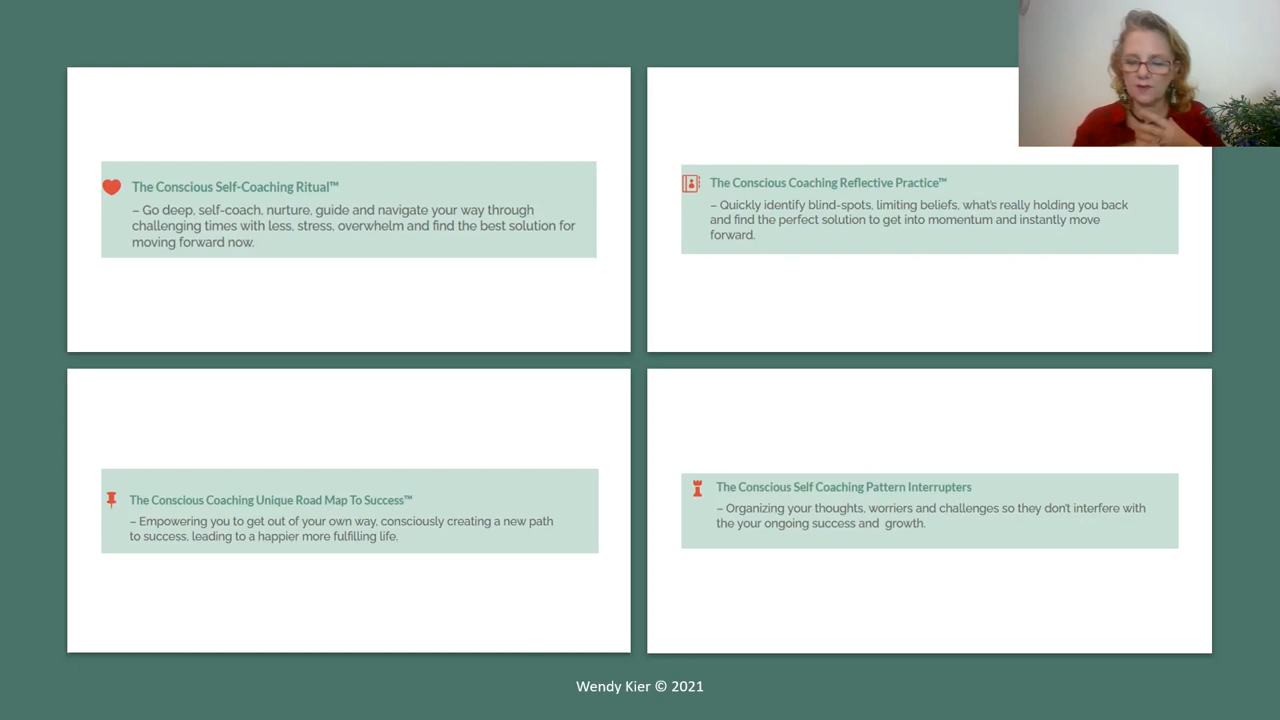 The Conscious Self-Coaching Ritual™
– Go deep, self-coach, nurture, guide and navigate your way through
challenging times with less, stress, overwhelm and find the best solution for
moving forward now.
The Conscious Coaching Reflective Practice™
– Quickly identify blind-spots, limiting beliefs, what's really holding you back
and find the perfect solution to get into momentum and instantly move
forward.
The Conscious Coaching Unique Road Map To Success™
– Empowering you to get out of your own way, consciously creating a new path
to success, leading to a happier more fulfilling life.
The Conscious Self Coaching Pattern Interrupters
– Organizing your thoughts, worriers and challenges so they don't interfere with
the your ongoing success and growth.
Wendy Kier © 2021